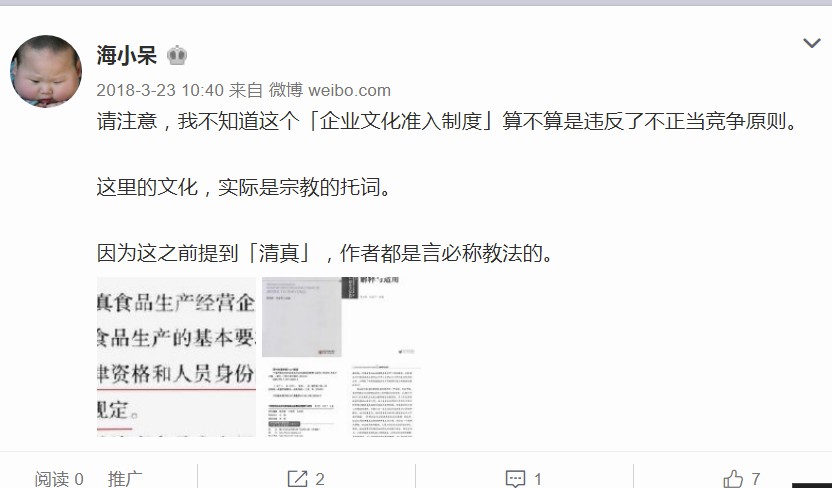 海小呆
2018-3-23 10:40 来自 微博 weibo.com
请注意，我不知道这个「企业文化准入制度」算不算是违反了不正当竞争原则。
这里的文化，实际是宗教的托词。
因为这之前提到「清真」，作者都是言必称教法的。
真食品生产经营企
食品生产的基本要
律资格和人员身份
规定。
解释与适用
阅读 0 推广 2 1 7